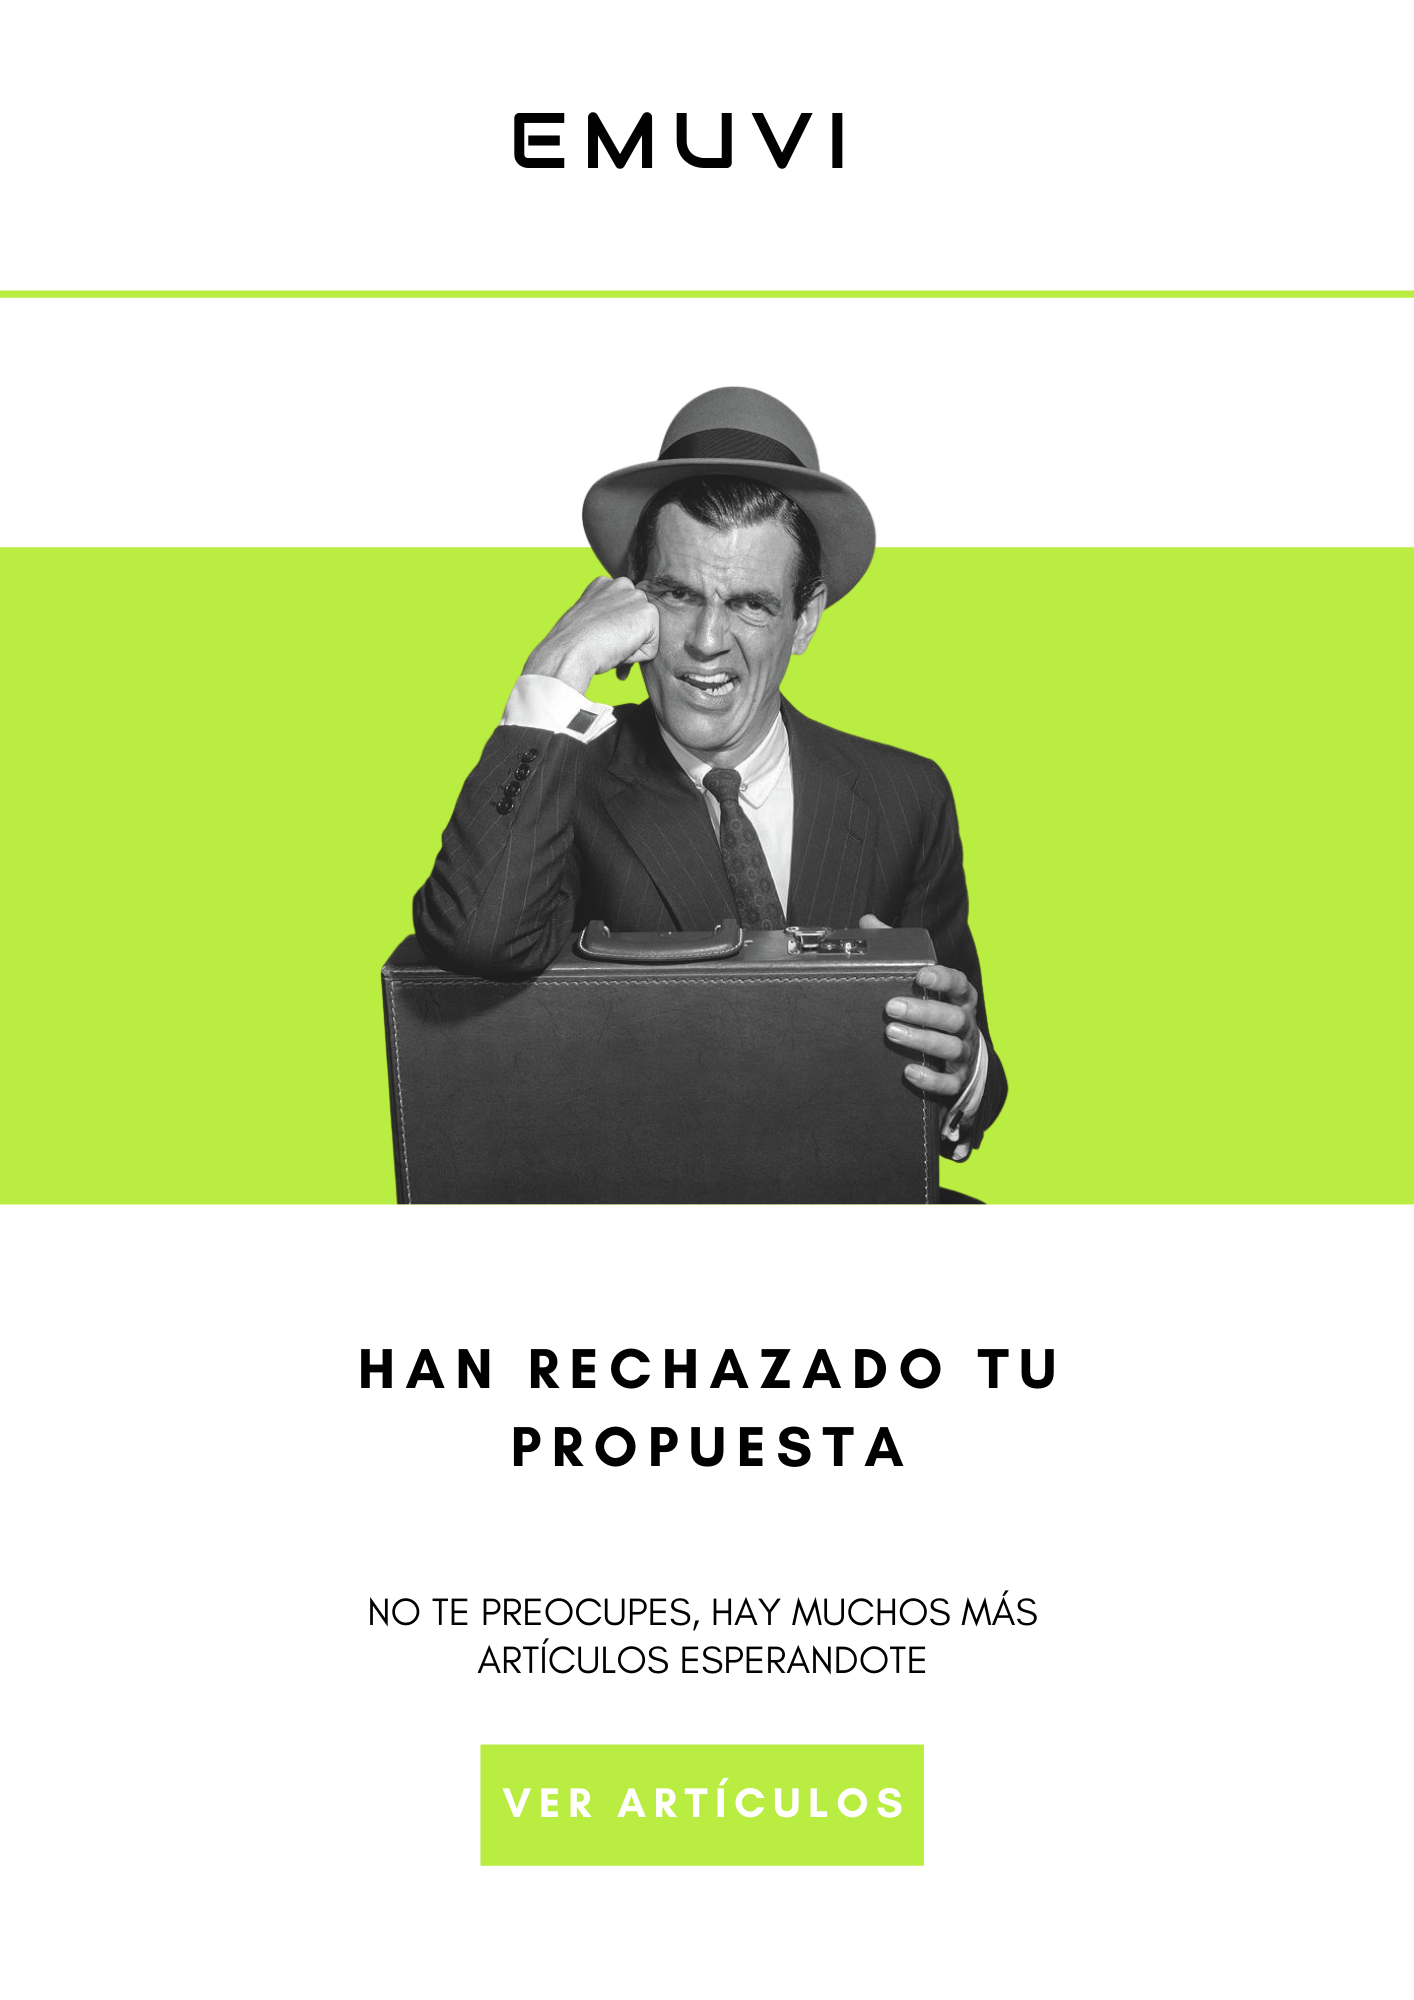 EMUVI
HAN RECHAZADO TU
PROPUESTA
NO TE PREOCUPES, HAY MUCHOS MÁS
ARTÍCULOS ESPERANDOTE
VER ARTÍCULOS